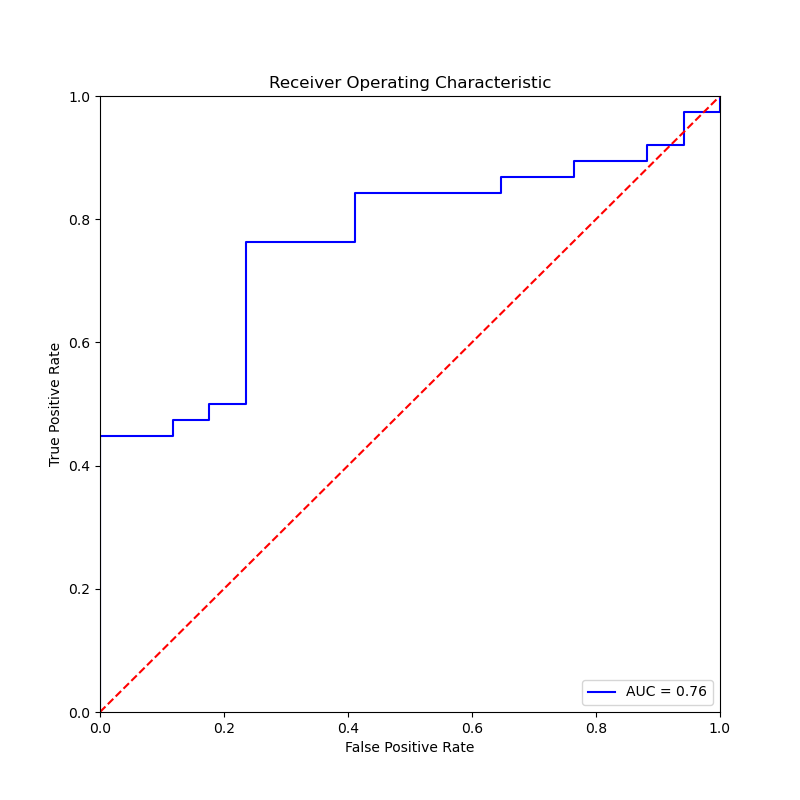 Receiver Operating Characteristic
1.0
0.8
0.6
0.4
0.2
0.0
True Positive Rate
AUC = 0.76
0.0 0.2 0.4 0.6 0.8 1.0
False Positive Rate